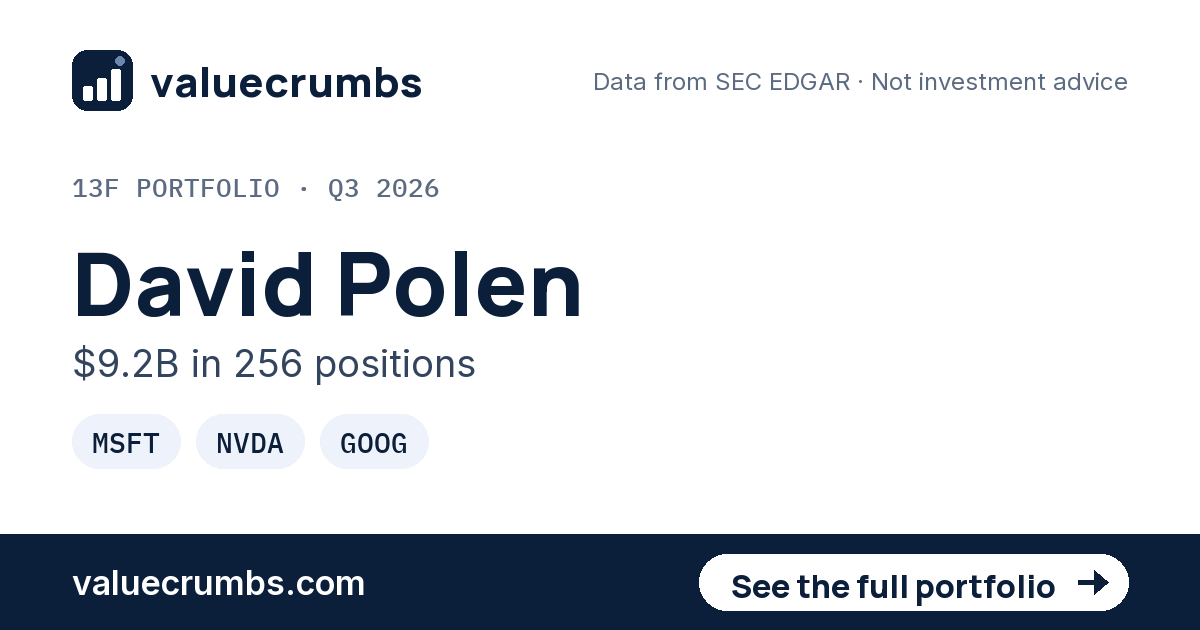 valuecrumbs
Data from SEC EDGAR · Not investment advice
13F PORTFOLIO · Q3 2026
David Polen
$9.2B in 256 positions
MSFT NVDA GOOG
valuecrumbs.com
See the full portfolio →